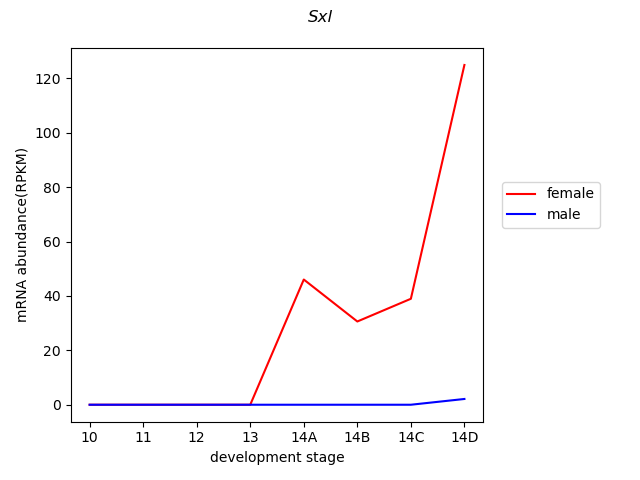 Sxl
mRNA abundance(RPKM)
120
100
80
60
40
20
0
10 11 12 13 14A 14B 14C 14D
development stage
female
male